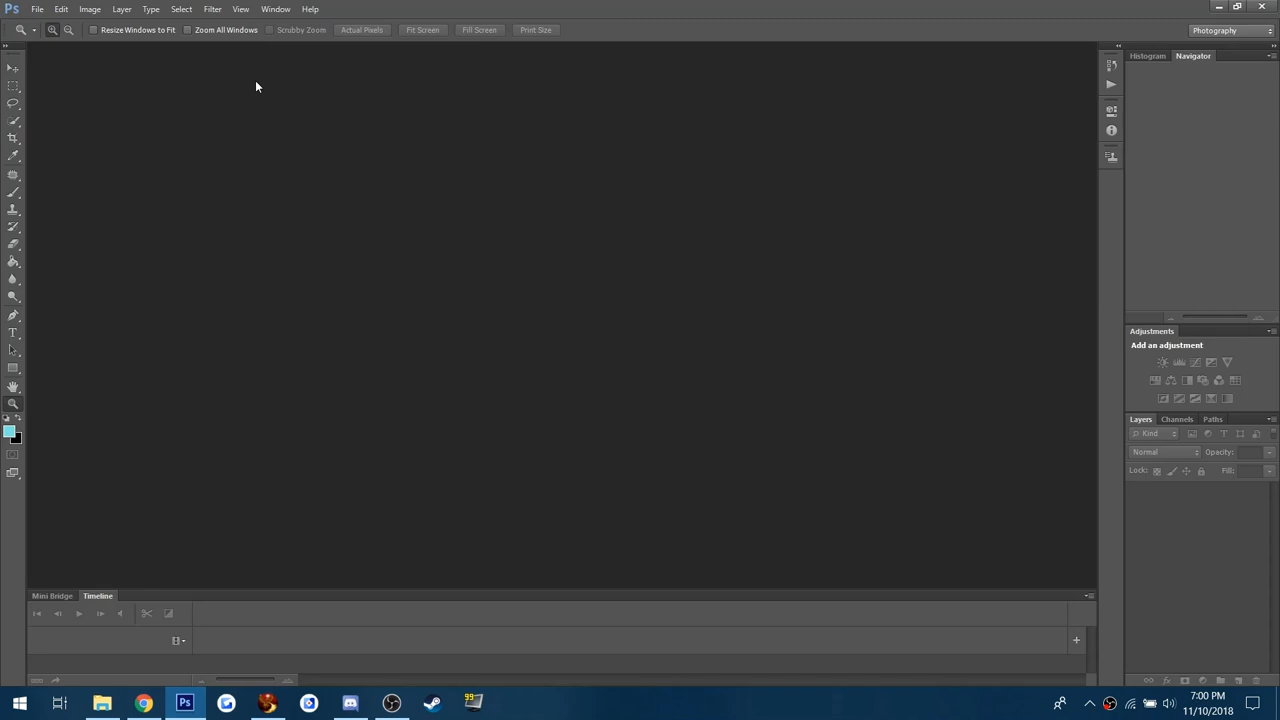 Ps File Edit Image Layer Type Select Filter View Window Help
Resize Windows to Fit Zoom All Windows Scrubby Zoom Actual Pixels Fit Screen Fill Screen Print Size Photography
Histogram Navigator
Adjustments
Add an adjustment
Layers Channels Paths
Kind
Normal Opacity:
Lock: Fill:
Mini Bridge Timeline
Ps
99
7:00 PM
11/10/2018